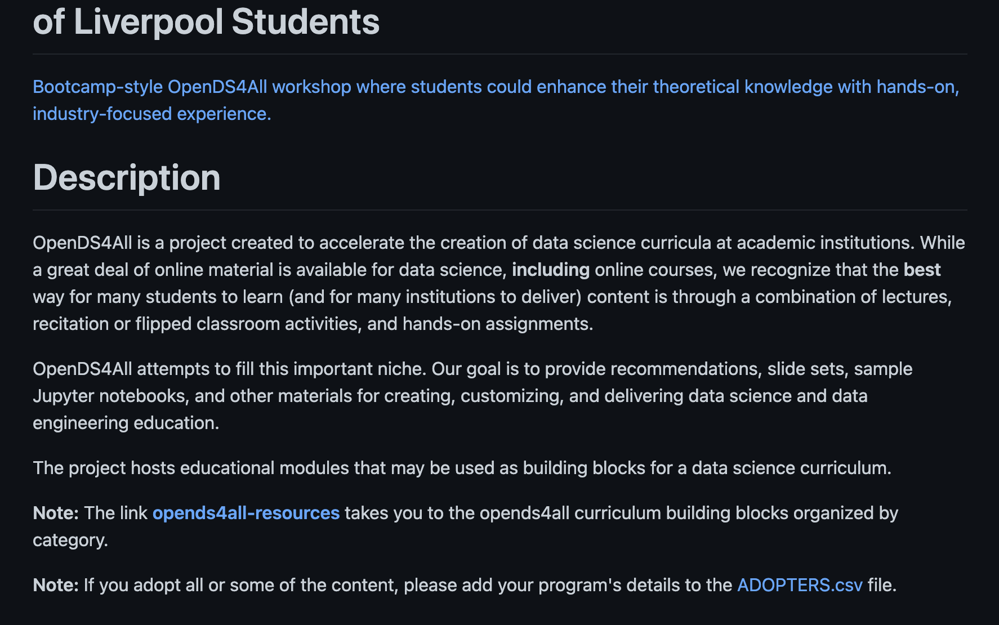 of Liverpool Students
Bootcamp-style OpenDS4All workshop where students could enhance their theoretical knowledge with hands-on,
industry-focused experience.
Description
OpenDS4All is a project created to accelerate the creation of data science curricula at academic institutions. While
a great deal of online material is available for data science, including online courses, we recognize that the best
way for many students to learn (and for many institutions to deliver) content is through a combination of lectures,
recitation or flipped classroom activities, and hands-on assignments.
OpenDS4All attempts to fill this important niche. Our goal is to provide recommendations, slide sets, sample
Jupyter notebooks, and other materials for creating, customizing, and delivering data science and data
engineering education.
The project hosts educational modules that may be used as building blocks for a data science curriculum.
Note: The link opends4all-resources takes you to the opends4all curriculum building blocks organized by
category.
Note: If you adopt all or some of the content, please add your program's details to the ADOPTERS.csv file.